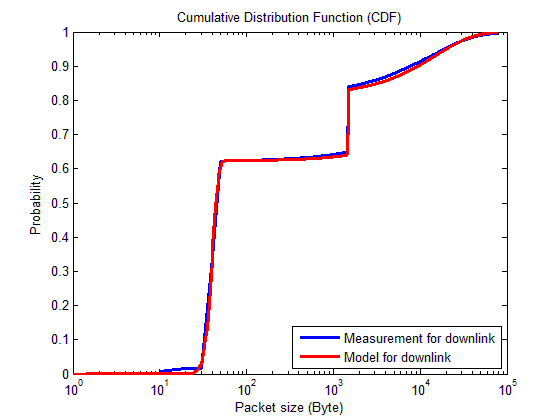 Cumulative Distribution Function (CDF)
1
0.9
0.8
0.7
0.6
0.5
0.4
0.3
0.2
0.1
0
Probability
Measurement for downlink
Model for downlink
10^0 10^1 10^2 10^3 10^4 10^5
Packet size (Byte)